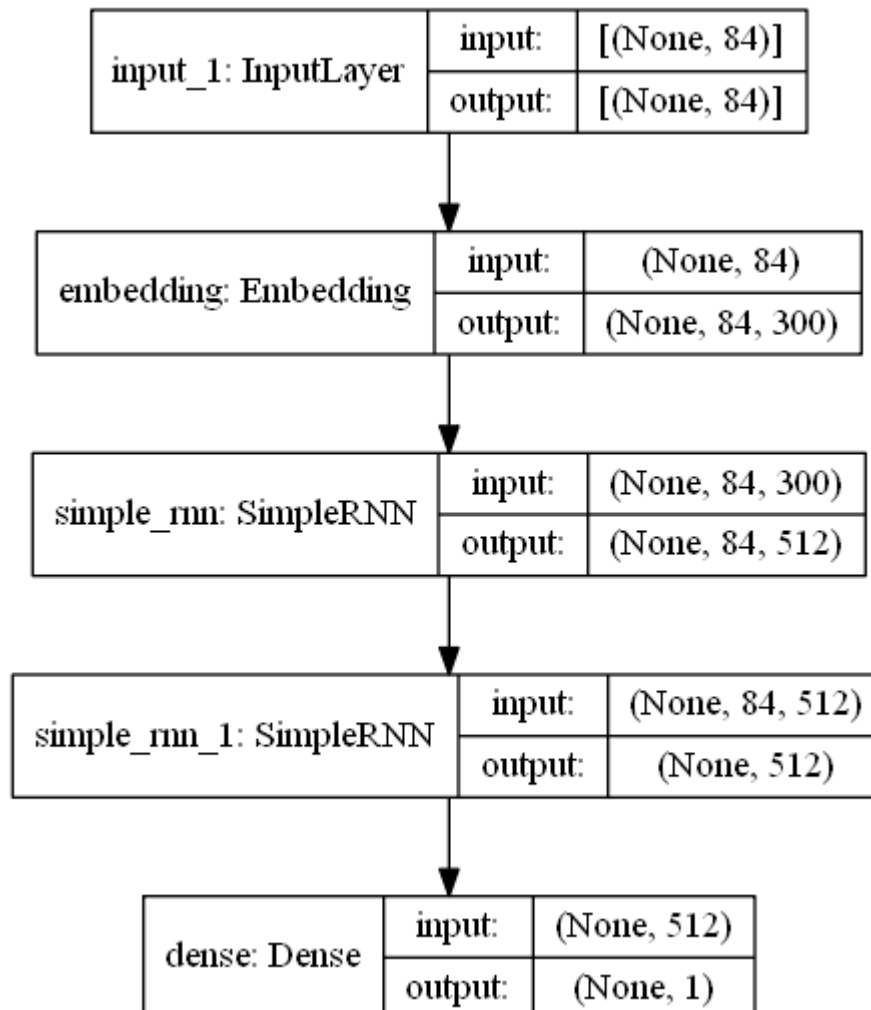 input_1: InputLayer
input: [(None, 84)]
output: [(None, 84)]
embedding: Embedding
input: (None, 84)
output: (None, 84, 300)
simple_rnn: SimpleRNN
input: (None, 84, 300)
output: (None, 84, 512)
simple_rnn_1: SimpleRNN
input: (None, 84, 512)
output: (None, 512)
dense: Dense
input: (None, 512)
output: (None, 1)